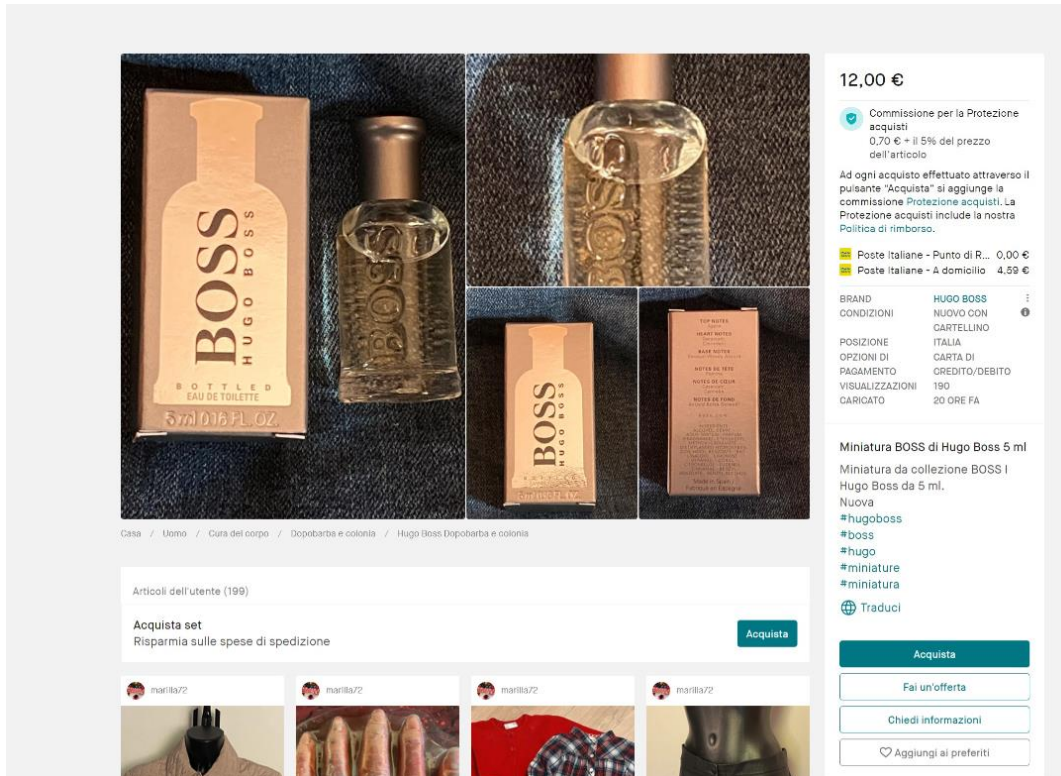 BOSS
HUGO BOSS
BOTTLED
EAU DE TOILETTE
5 ml 0.16 FL. OZ.
BOSS
BOSS
BOSS
HUGO BOSS
TOP NOTES
HEART NOTES
BASE NOTES
NOTES DE TÊTE
NOTES DE CŒUR
NOTES DE FOND
Made in Spain /
Fabriqué en Espagne
Casa / Uomo / Cura del corpo / Dopobarba e colonia / Hugo Boss Dopobarba e colonia
Articoli dell'utente (199)
Acquista set
Risparmia sulle spese di spedizione
Acquista
marilla72
marilla72
marilla72
marilla72
12,00 €
Commissione per la Protezione
acquisti
0,70 € + il 5% del prezzo
dell'articolo
Ad ogni acquisto effettuato attraverso il
pulsante "Acquista" si aggiunge la
commissione Protezione acquisti. La
Protezione acquisti include la nostra
Politica di rimborso.
Poste Italiane - Punto di R... 0,00 €
Poste Italiane - A domicilio 4,59 €
BRAND HUGO BOSS
CONDIZIONI NUOVO CON
CARTELLINO
POSIZIONE ITALIA
OPZIONI DI CARTA DI
PAGAMENTO CREDITO/DEBITO
VISUALIZZAZIONI 190
CARICATO 20 ORE FA
Miniatura BOSS di Hugo Boss 5 ml
Miniatura da collezione BOSS I
Hugo Boss da 5 ml.
Nuova
#hugoboss
#boss
#hugo
#miniature
#miniatura
Traduci
Acquista
Fai un'offerta
Chiedi informazioni
Aggiungi ai preferiti